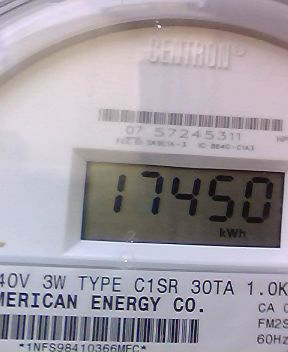 CENTRON®
07 57245311
17450
kWh
40V 3W TYPE C1SR 30TA 1.0K
MERICAN ENERGY CO.
CA
FM2S
60Hz
*1NFS98410366MFC*